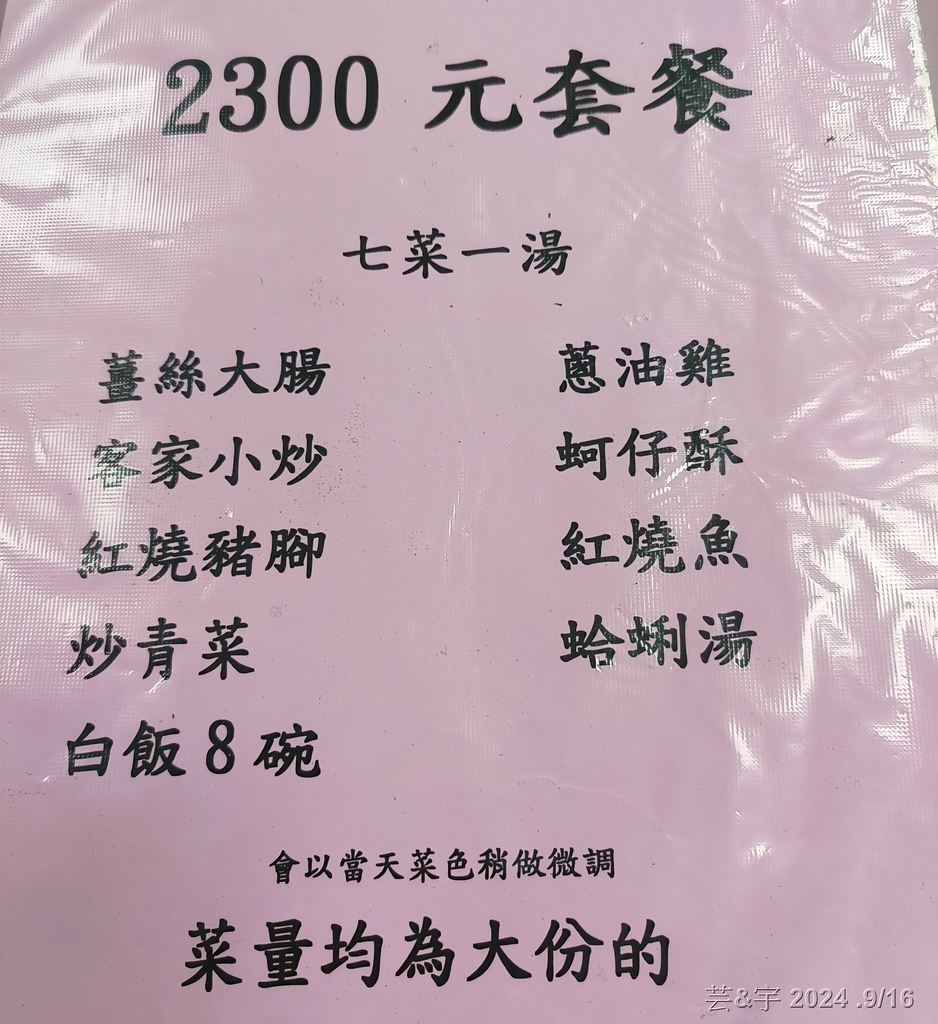 2300 元套餐
七菜一湯
薑絲大腸 蔥油雞
客家小炒 蚵仔酥
紅燒豬腳 紅燒魚
炒青菜 蛤蜊湯
白飯 8 碗
會以當天菜色稍做微調
菜量均為大份的
芸&宇 2024 .9/16